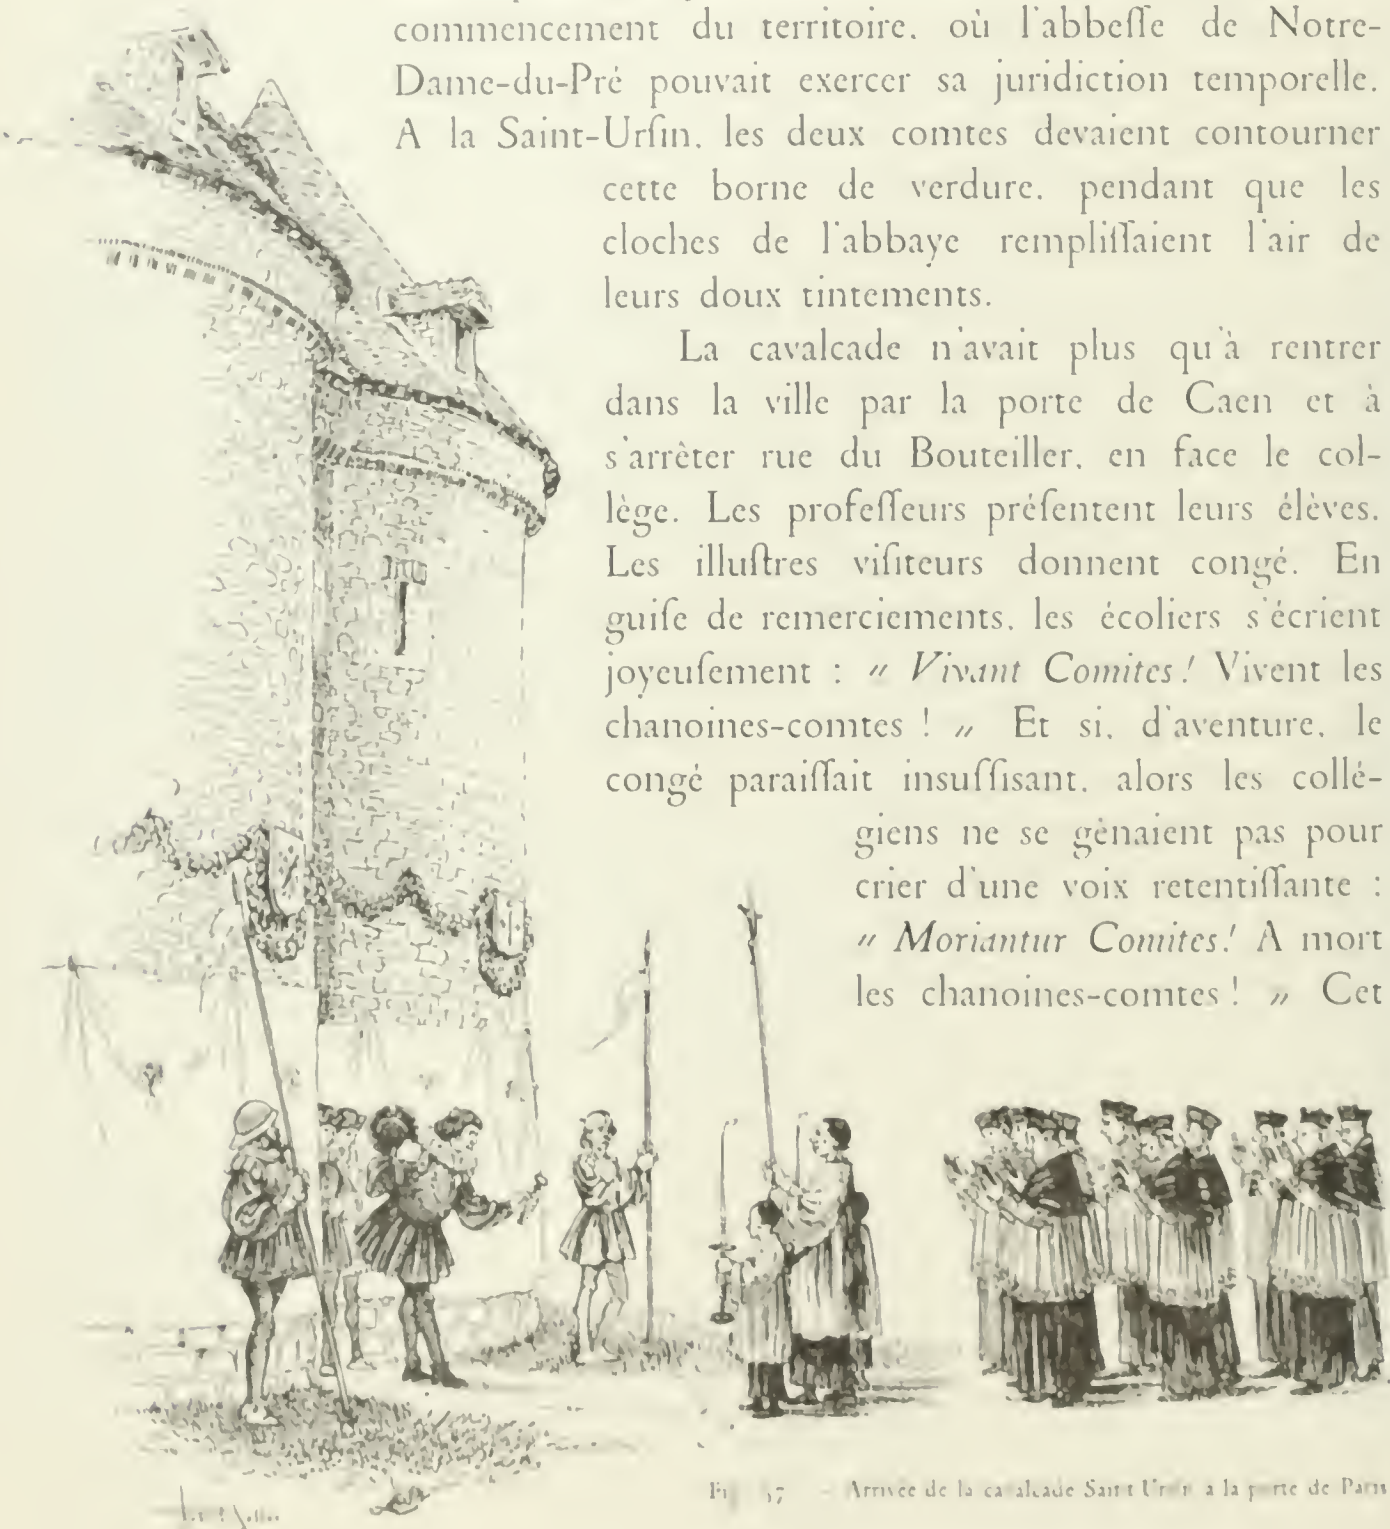 commencement du territoire, où l'abbeſſe de Notre-
Dame-du-Pré pouvait exercer sa juridiction temporelle.
A la Saint-Urſin, les deux comtes devaient contourner
cette borne de verdure, pendant que les
cloches de l'abbaye rempliſſaient l'air de
leurs doux tintements.
La cavalcade n'avait plus qu'à rentrer
dans la ville par la porte de Caen et à
s'arrêter rue du Bouteiller, en face le col-
lège. Les profeſſeurs préſentent leurs élèves.
Les illuſtres viſiteurs donnent congé. En
guiſe de remerciements, les écoliers s'écrient
joyeuſement : « Vivant Comites! Vivent les
chanoines-comtes ! » Et si, d'aventure, le
congé paraiſſait inſuffisant, alors les collé-
giens ne se gênaient pas pour
crier d'une voix retentiſſante :
« Moriantur Comites! A mort
les chanoines-comtes ! » Cet
Arrivée de la cavalcade Saint Urſin a la porte de Paris